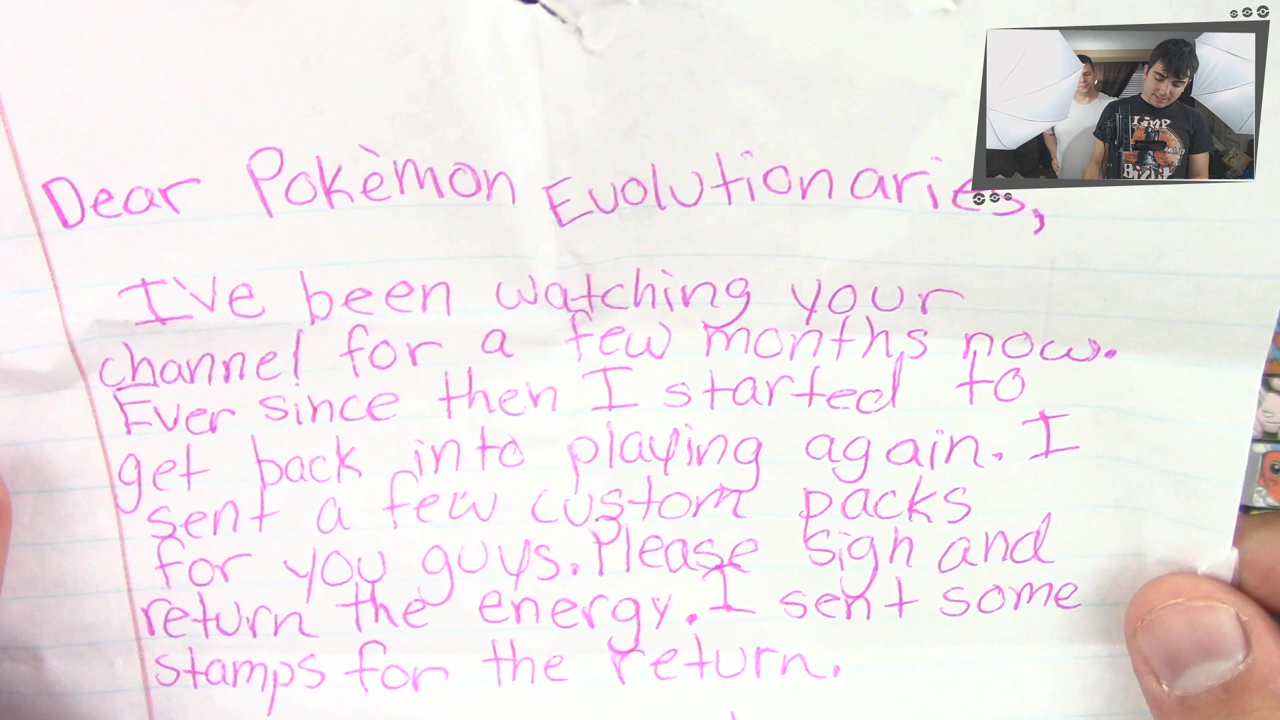 Dear Pokèmon Evolutionaries,
I've been watching your
channel for a few months now.
Ever since then I started to
get back into playing again. I
sent a few custom packs
for you guys. Please sign and
return the energy. I sent some
stamps for the return.
LIMP